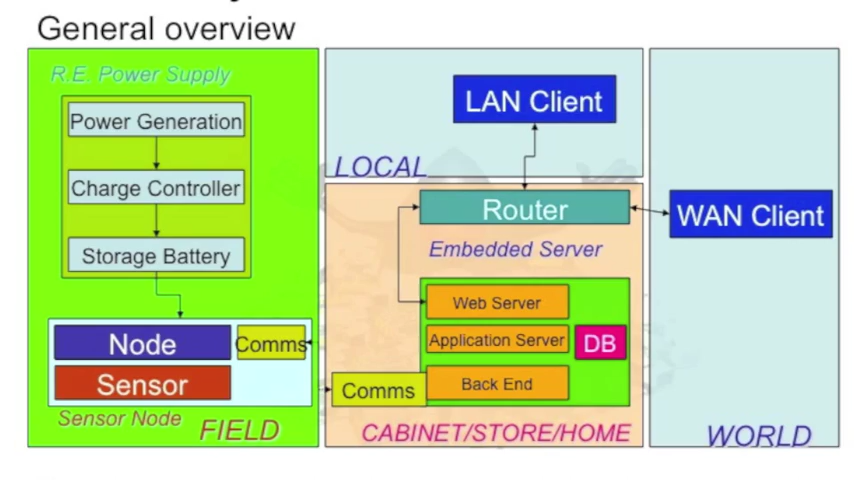 General overview
R.E. Power Supply
Power Generation
Charge Controller
Storage Battery
Node
Comms
Sensor
Sensor Node
FIELD
LAN Client
LOCAL
Router
Embedded Server
Web Server
Application Server
DB
Back End
Comms
CABINET/STORE/HOME
WAN Client
WORLD